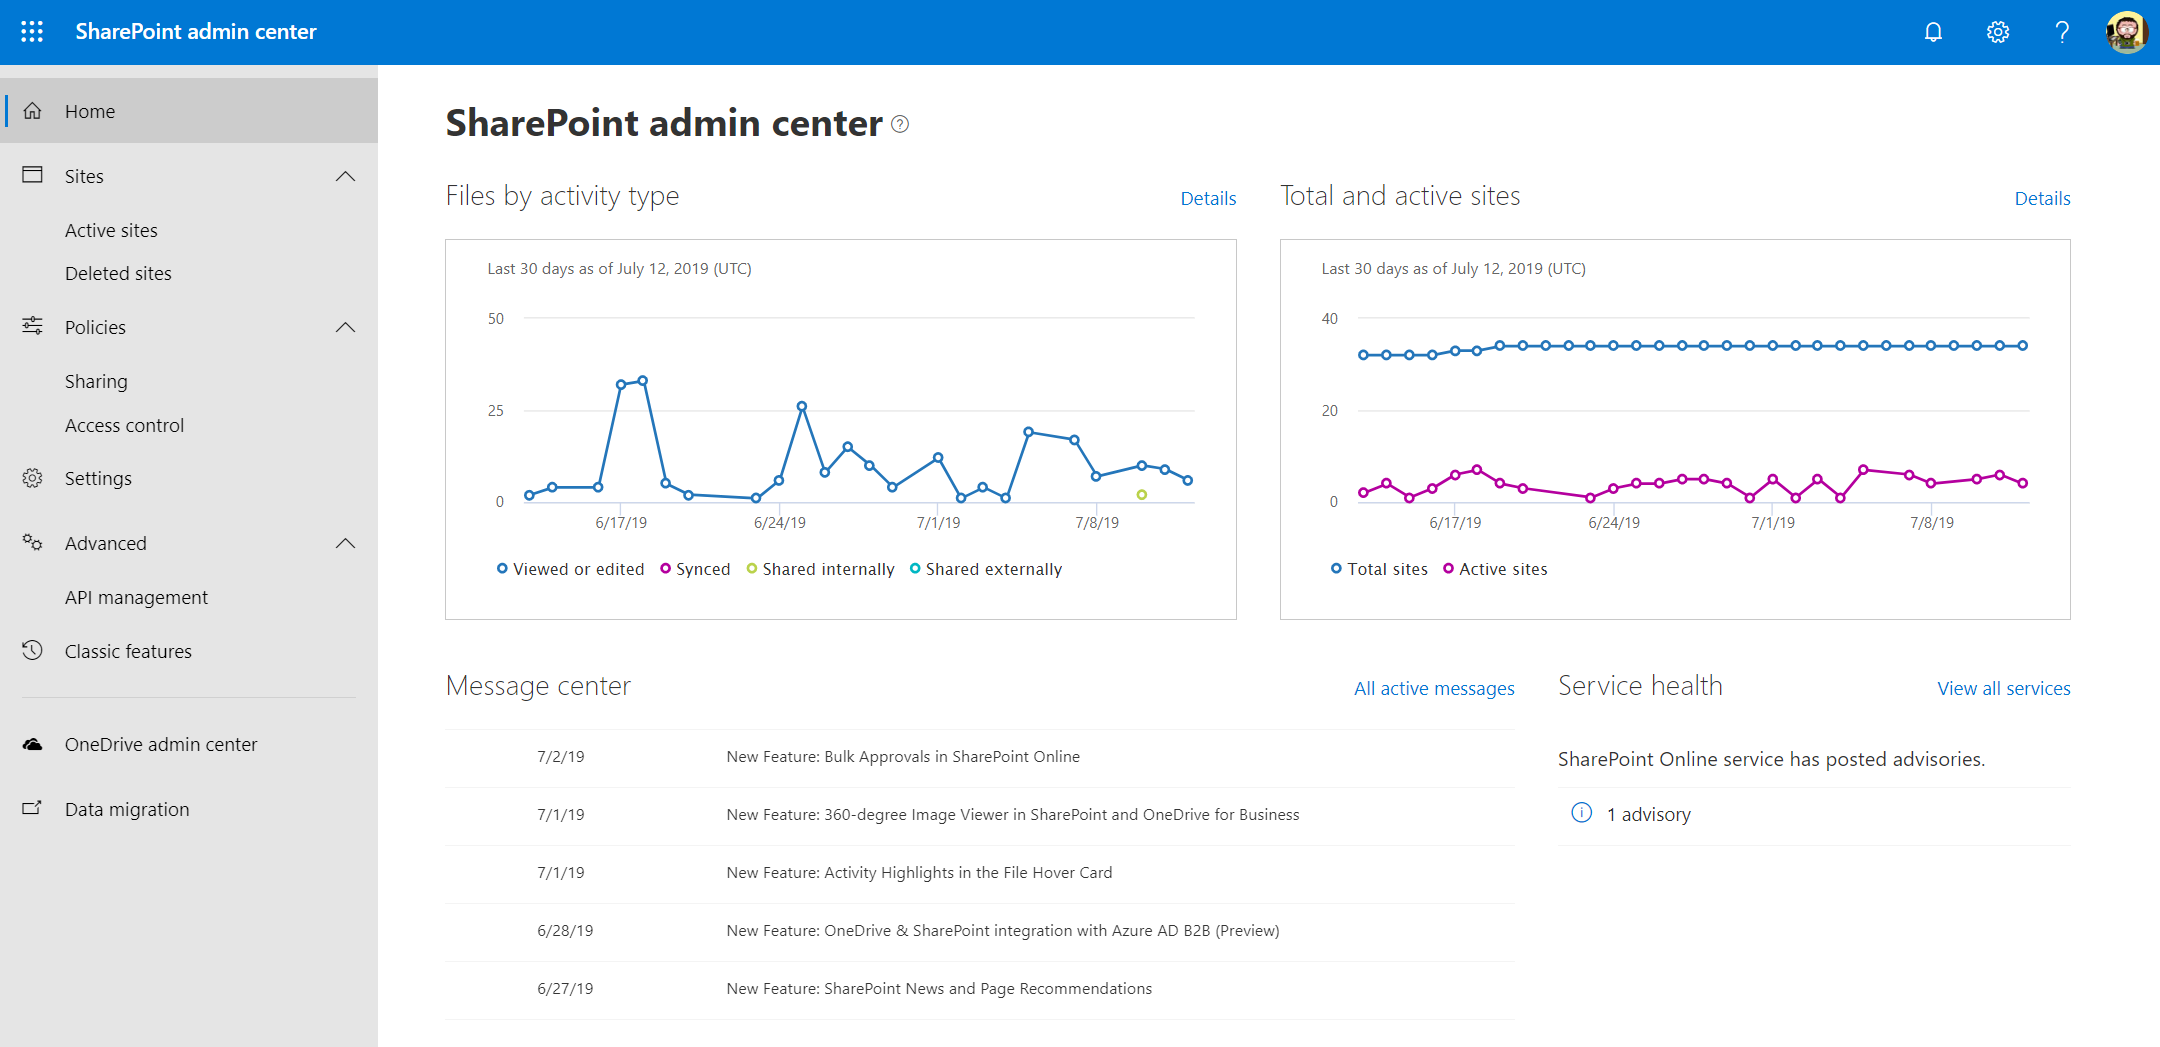 SharePoint admin center
Home
Sites
Active sites
Deleted sites
Policies
Sharing
Access control
Settings
Advanced
API management
Classic features
OneDrive admin center
Data migration
SharePoint admin center
Files by activity type
Details
Last 30 days as of July 12, 2019 (UTC)
50
25
0
6/17/19 6/24/19 7/1/19 7/8/19
Viewed or edited Synced Shared internally Shared externally
Total and active sites
Details
Last 30 days as of July 12, 2019 (UTC)
40
20
0
6/17/19 6/24/19 7/1/19 7/8/19
Total sites Active sites
Message center
All active messages
7/2/19 New Feature: Bulk Approvals in SharePoint Online
7/1/19 New Feature: 360-degree Image Viewer in SharePoint and OneDrive for Business
7/1/19 New Feature: Activity Highlights in the File Hover Card
6/28/19 New Feature: OneDrive & SharePoint integration with Azure AD B2B (Preview)
6/27/19 New Feature: SharePoint News and Page Recommendations
Service health
View all services
SharePoint Online service has posted advisories.
1 advisory